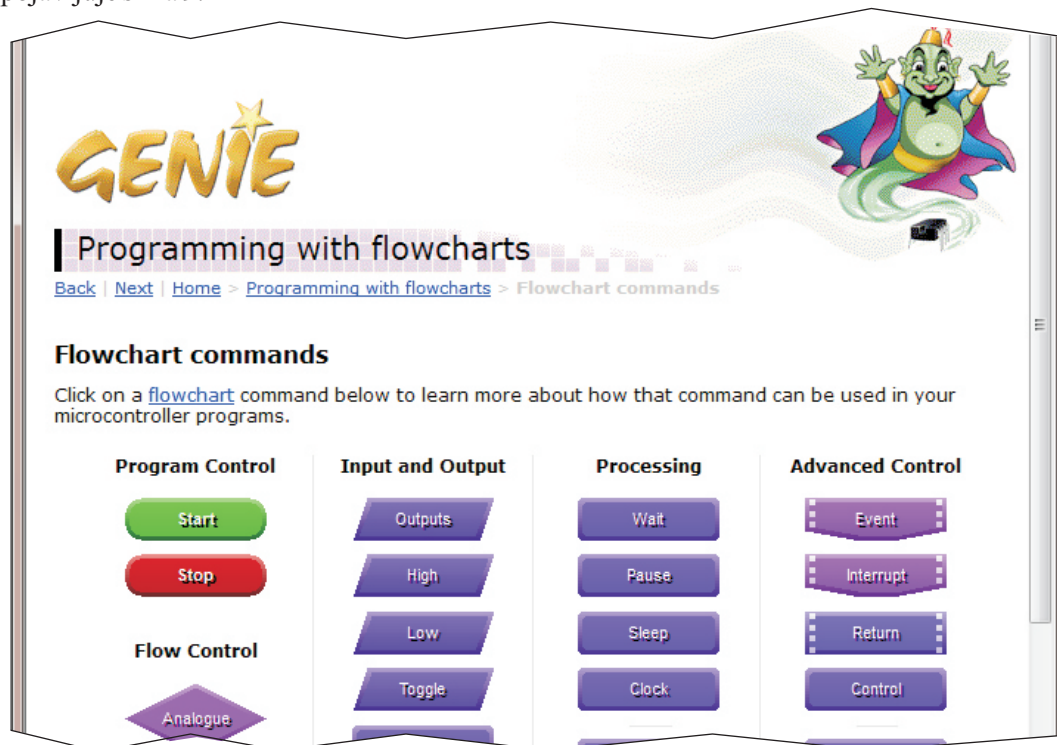 GENIE
Programming with flowcharts
Back | Next | Home > Programming with flowcharts > Flowchart commands
Flowchart commands
Click on a flowchart command below to learn more about how that command can be used in your
microcontroller programs.
Program Control
Start
Stop
Flow Control
Analogue
Input and Output
Outputs
High
Low
Toggle
Processing
Wait
Pause
Sleep
Clock
Advanced Control
Event
Interrupt
Return
Control